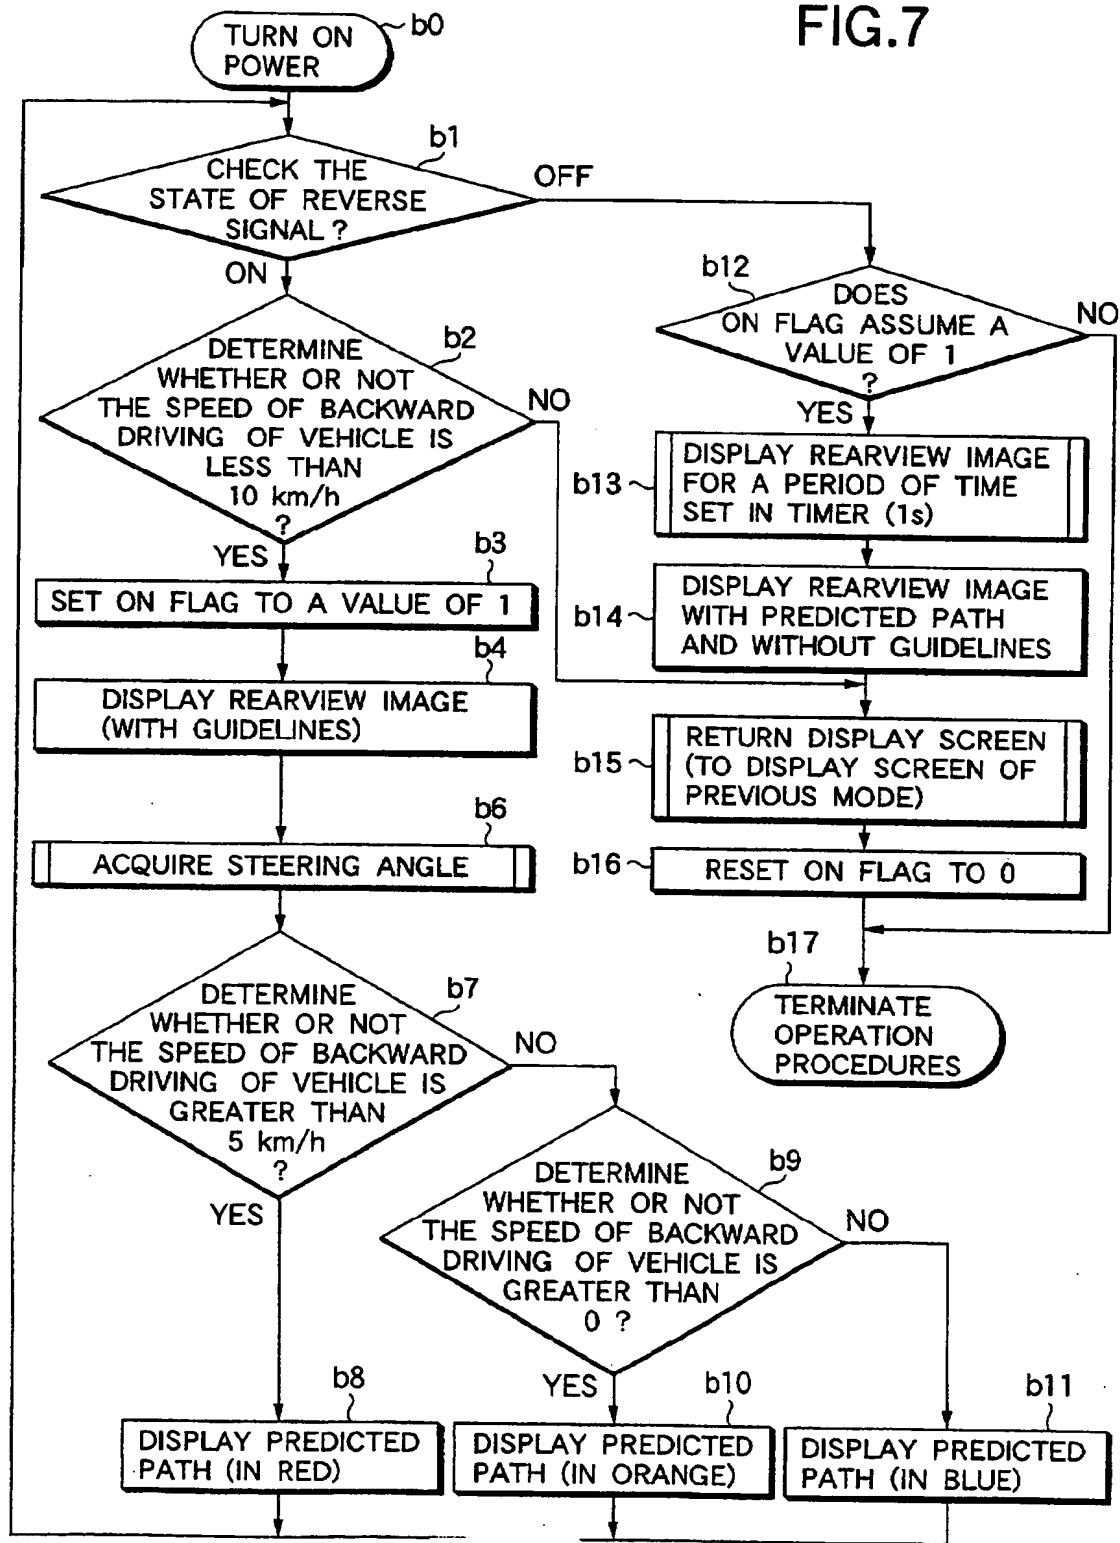 FIG.7
b0
TURN ON
POWER
b1
CHECK THE
STATE OF REVERSE
SIGNAL ?
OFF
ON
b2
DETERMINE
WHETHER OR NOT
THE SPEED OF BACKWARD
DRIVING OF VEHICLE IS
LESS THAN
10 km/h
?
NO
YES
b3
SET ON FLAG TO A VALUE OF 1
b4
DISPLAY REARVIEW IMAGE
(WITH GUIDELINES)
b6
ACQUIRE STEERING ANGLE
b7
DETERMINE
WHETHER OR NOT
THE SPEED OF BACKWARD
DRIVING OF VEHICLE IS
GREATER THAN
5 km/h
?
NO
YES
b8
DISPLAY PREDICTED
PATH (IN RED)
b9
DETERMINE
WHETHER OR NOT
THE SPEED OF BACKWARD
DRIVING OF VEHICLE IS
GREATER THAN
0 ?
NO
YES
b10
DISPLAY PREDICTED
PATH (IN ORANGE)
b11
DISPLAY PREDICTED
PATH (IN BLUE)
b12
DOES
ON FLAG ASSUME A
VALUE OF 1
?
NO
YES
b13
DISPLAY REARVIEW IMAGE
FOR A PERIOD OF TIME
SET IN TIMER (1s)
b14
DISPLAY REARVIEW IMAGE
WITH PREDICTED PATH
AND WITHOUT GUIDELINES
b15
RETURN DISPLAY SCREEN
(TO DISPLAY SCREEN OF
PREVIOUS MODE)
b16
RESET ON FLAG TO 0
b17
TERMINATE
OPERATION
PROCEDURES